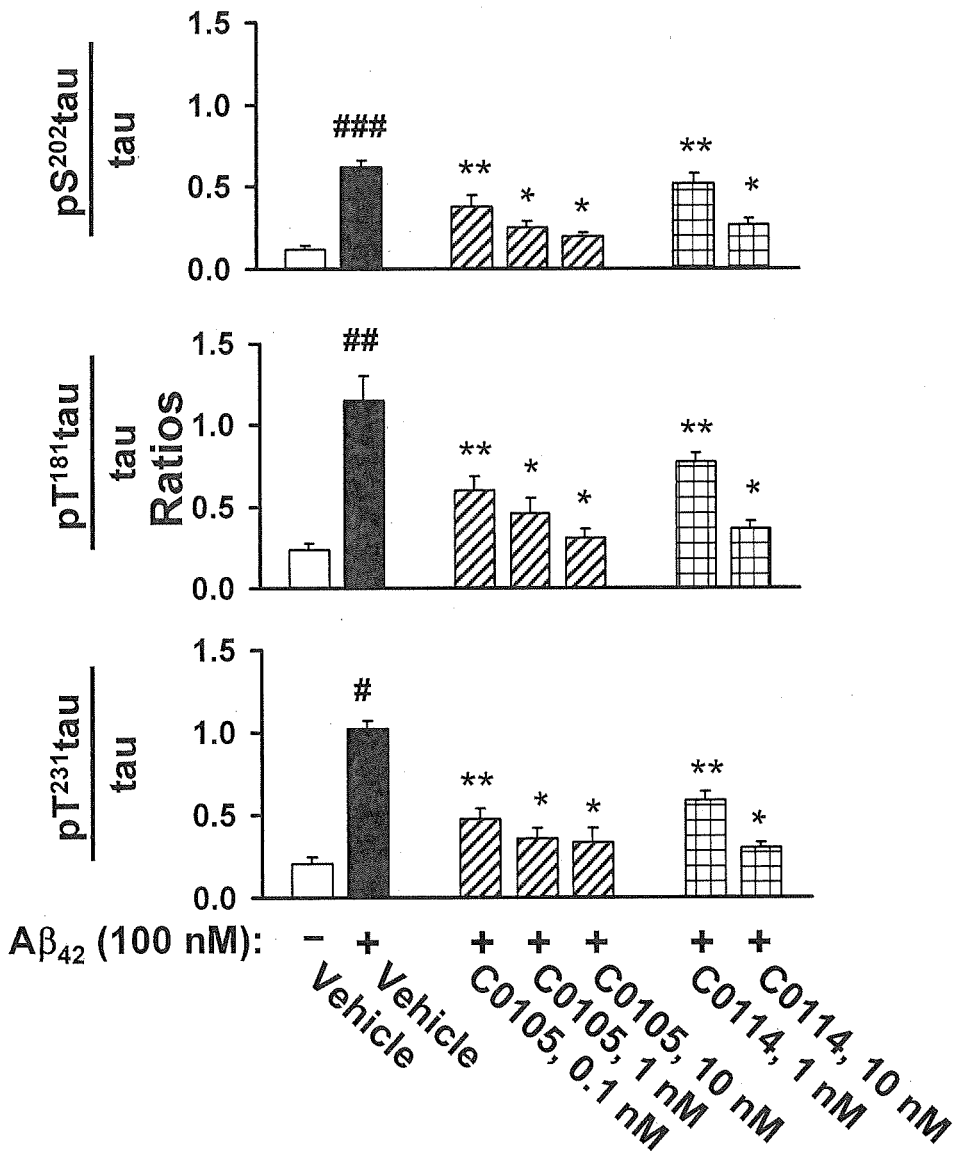 pS²⁰²tau
tau
1.5
1.0
0.5
0.0
###
**
*
*
**
*
pT¹⁸¹tau
tau
Ratios
1.5
1.0
0.5
0.0
##
**
*
*
**
*
pT²³¹tau
tau
1.5
1.0
0.5
0.0
#
**
*
*
**
*
Aβ₄₂ (100 nM): − + + + + + +
Vehicle
Vehicle
C0105, 0.1 nM
C0105, 1 nM
C0105, 10 nM
C0114, 1 nM
C0114, 10 nM